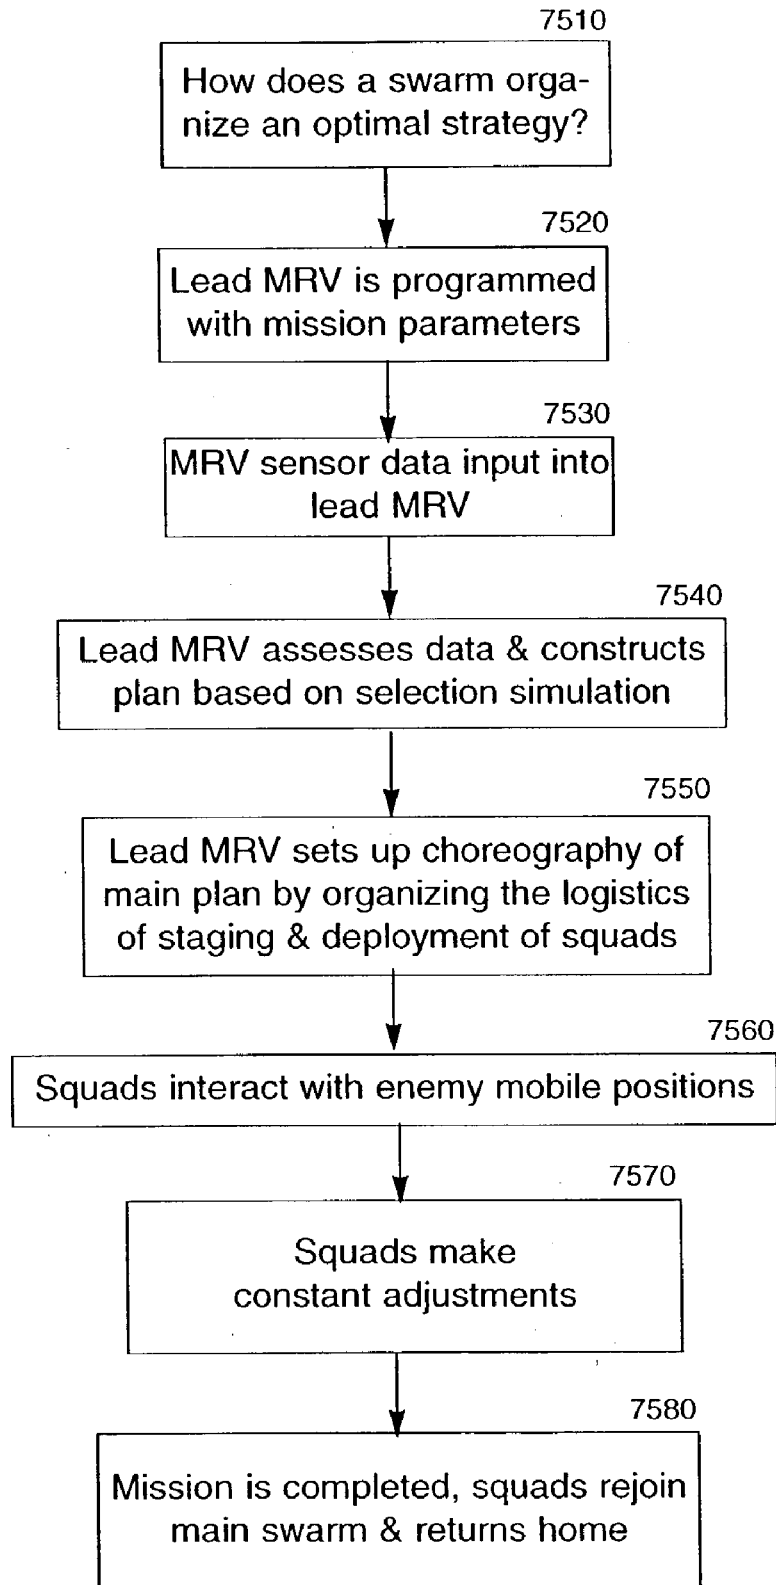 7510
How does a swarm orga-
nize an optimal strategy?
7520
Lead MRV is programmed
with mission parameters
7530
MRV sensor data input into
lead MRV
7540
Lead MRV assesses data & constructs
plan based on selection simulation
7550
Lead MRV sets up choreography of
main plan by organizing the logistics
of staging & deployment of squads
7560
Squads interact with enemy mobile positions
7570
Squads make
constant adjustments
7580
Mission is completed, squads rejoin
main swarm & returns home